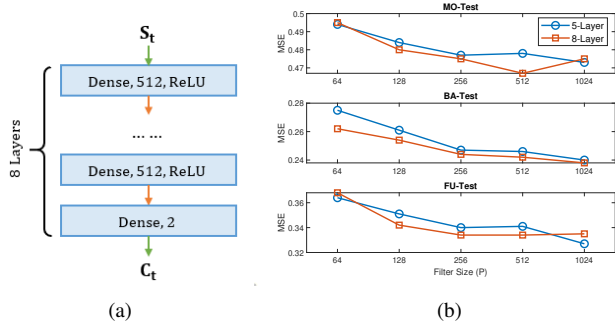 S_t
8 Layers
Dense, 512, ReLU
... ...
Dense, 512, ReLU
Dense, 2
C_t
(a)
MO-Test
MSE
0.5
0.49
0.48
0.47
64
128
256
512
1024
5-Layer
8-Layer
BA-Test
MSE
0.28
0.26
0.24
64
128
256
512
1024
FU-Test
MSE
0.36
0.34
0.32
64
128
256
512
1024
Filter Size (P)
(b)